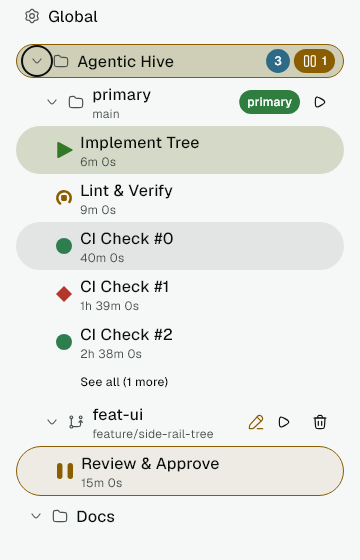 Global
Agentic Hive 3 1
primary primary
main
Implement Tree
6m 0s
Lint & Verify
9m 0s
CI Check #0
40m 0s
CI Check #1
1h 39m 0s
CI Check #2
2h 38m 0s
See all (1 more)
feat-ui
feature/side-rail-tree
Review & Approve
15m 0s
Docs